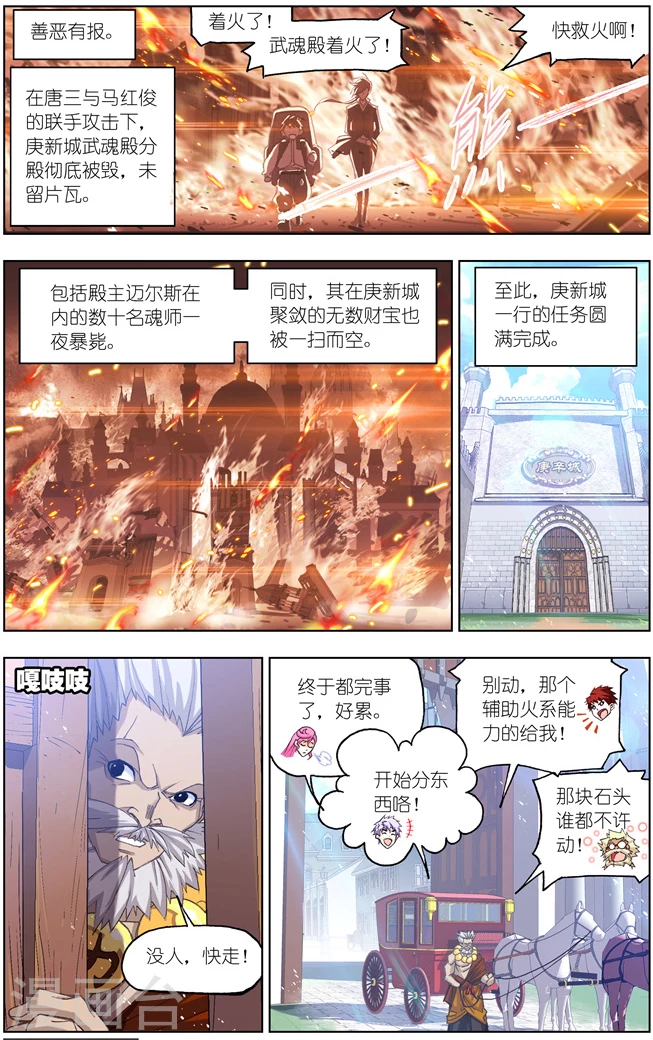 善恶有报。
着火了！
武魂殿着火了！
快救火啊！
在唐三与马红俊
的联手攻击下，
庚新城武魂殿分
殿彻底被毁，未
留片瓦。
熊
包括殿主迈尔斯在
内的数十名魂师一
夜暴毙。
同时，其在庚新城
聚敛的无数财宝也
被一扫而空。
至此，庚新城
一行的任务圆
满完成。
庚辛城
嘎吱吱
没人，快走！
终于都完事
了，好累。
别动，那个
辅助火系能
力的给我！
开始分东
西咯！
那块石头
谁都不许
动！
漫画台